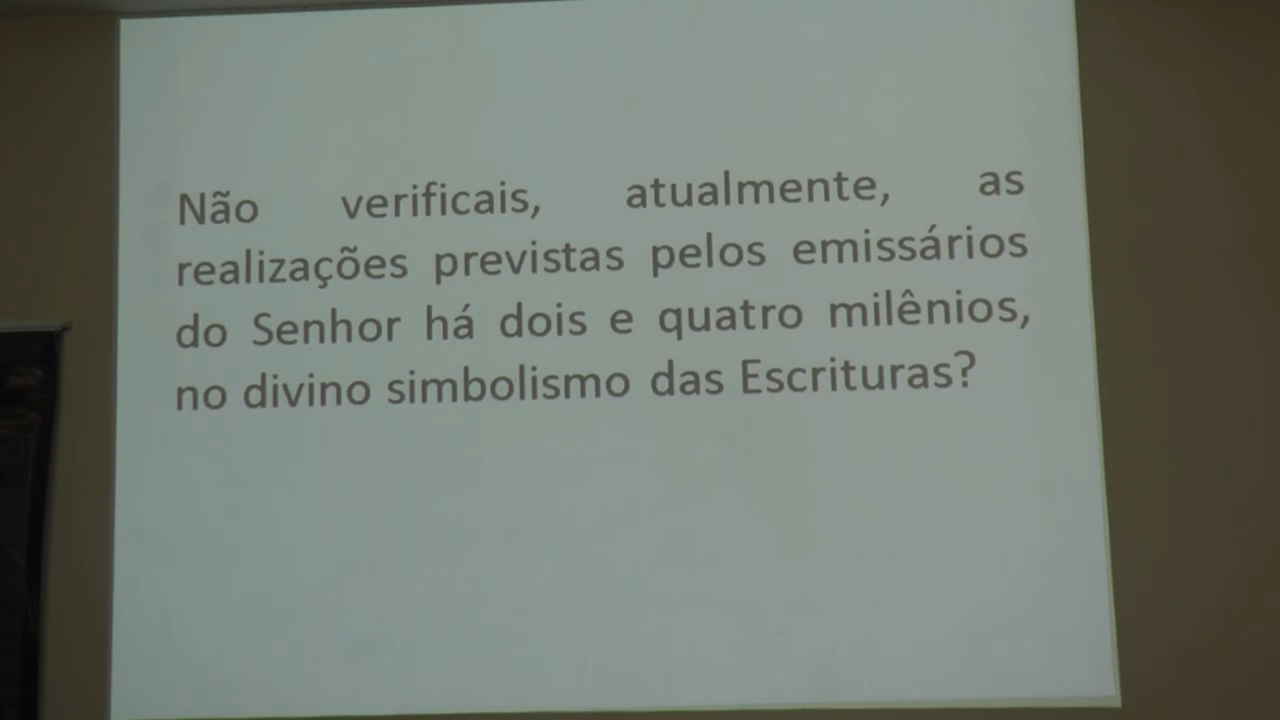 Não verificais, atualmente, as
realizações previstas pelos emissários
do Senhor há dois e quatro milênios,
no divino simbolismo das Escrituras?